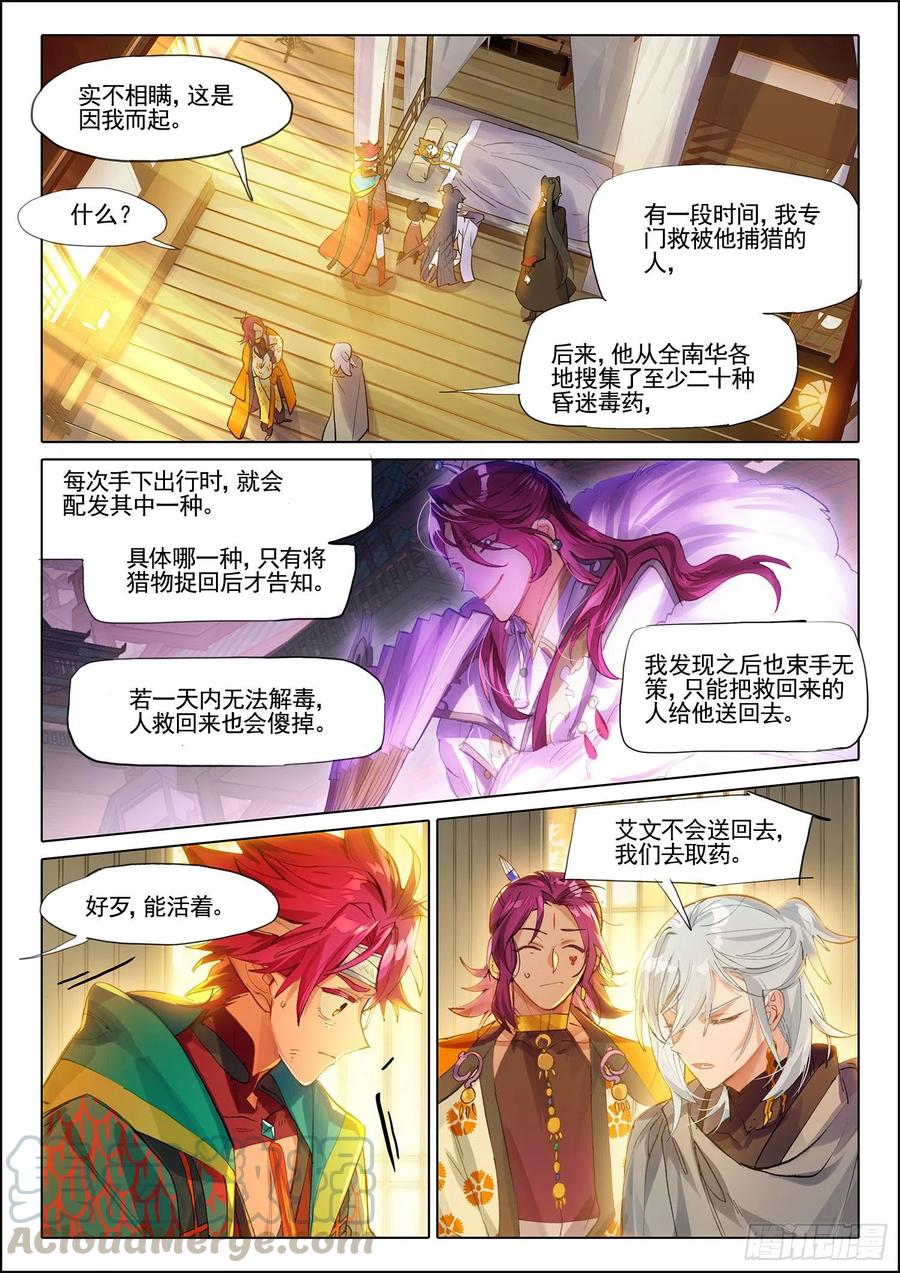 实不相瞒，这是
因我而起。
什么？
有一段时间，我专
门救被他捕猎的
人，
后来，他从全南华各
地搜集了至少二十种
昏迷毒药，
每次手下出行时，就会
配发其中一种。
具体哪一种，只有将
猎物捉回后才告知。
若一天内无法解毒，
人救回来也会傻掉。
我发现之后也束手无
策，只能把救回来的
人给他送回去。
好歹，能活着。
艾文不会送回去，
我们去取药。
AcloudMerge.com
腾讯动漫